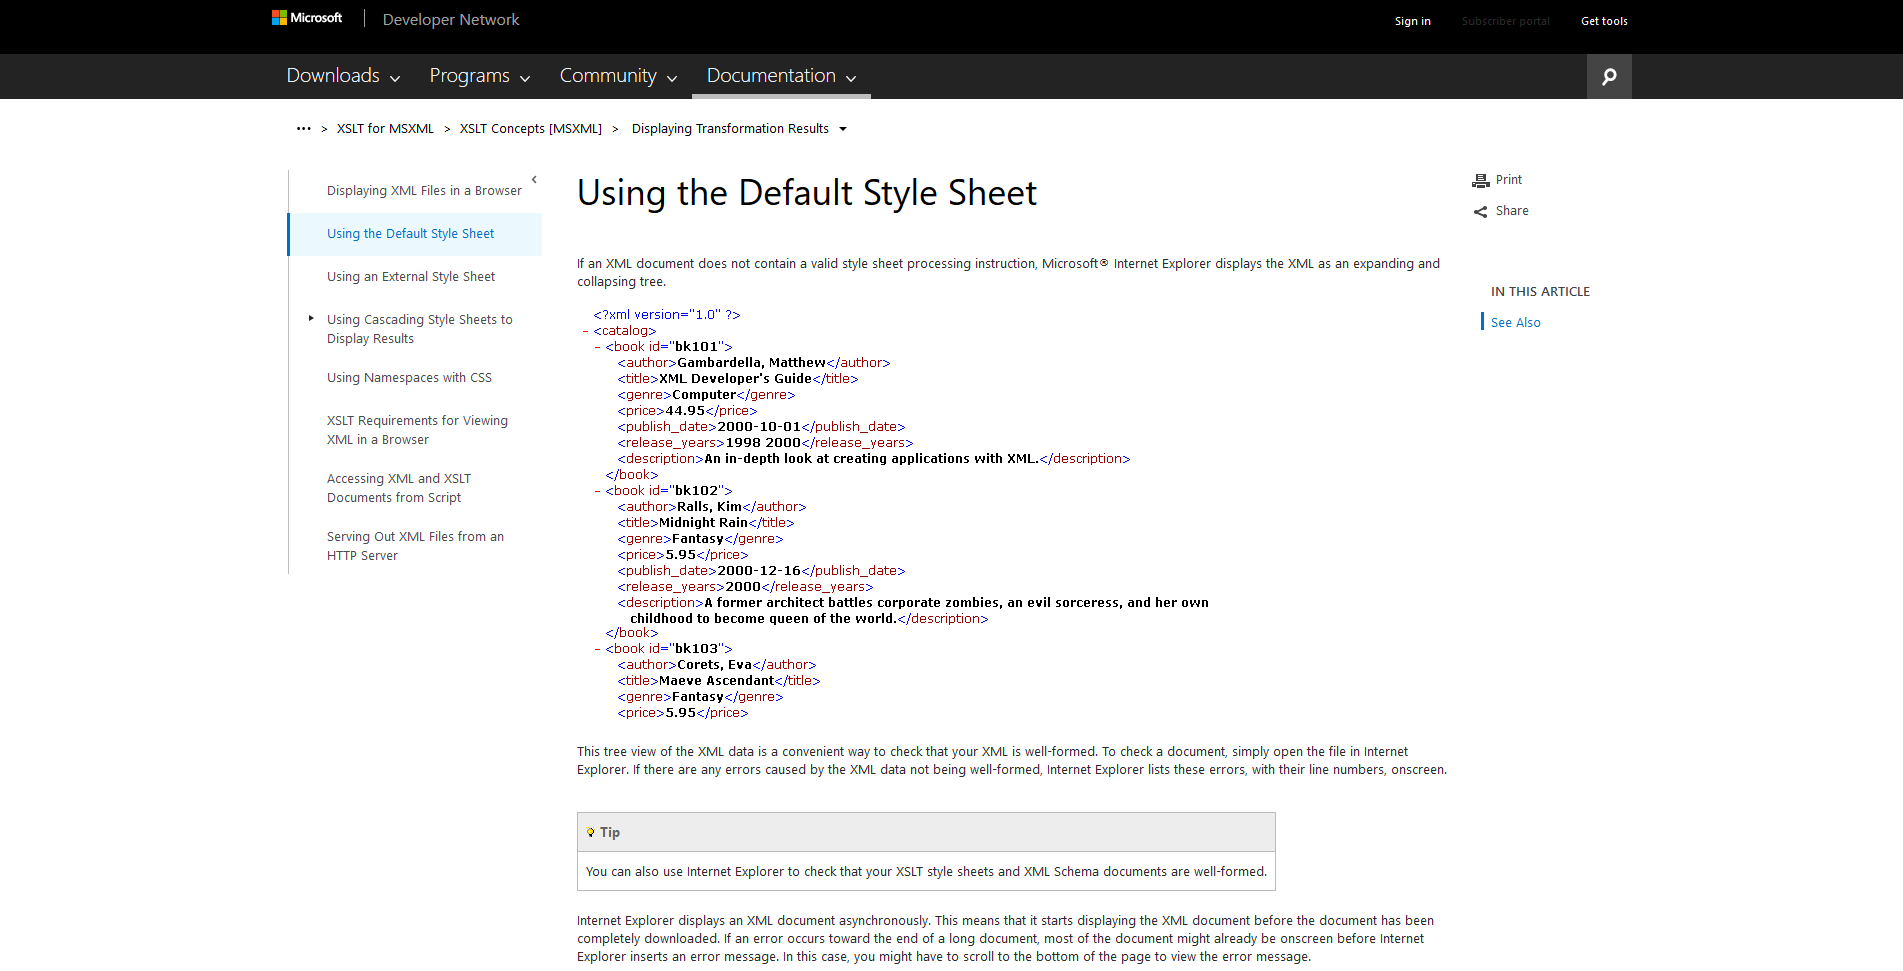 Microsoft Developer Network
Sign in Subscriber portal Get tools
Downloads Programs Community Documentation
··· > XSLT for MSXML > XSLT Concepts [MSXML] > Displaying Transformation Results
Displaying XML Files in a Browser
Using the Default Style Sheet
Using an External Style Sheet
Using Cascading Style Sheets to
Display Results
Using Namespaces with CSS
XSLT Requirements for Viewing
XML in a Browser
Accessing XML and XSLT
Documents from Script
Serving Out XML Files from an
HTTP Server
Using the Default Style Sheet
If an XML document does not contain a valid style sheet processing instruction, Microsoft® Internet Explorer displays the XML as an expanding and
collapsing tree.
<?xml version="1.0" ?>
– <catalog>
– <book id="bk101">
<author>Gambardella, Matthew</author>
<title>XML Developer's Guide</title>
<genre>Computer</genre>
<price>44.95</price>
<publish_date>2000-10-01</publish_date>
<release_years>1998 2000</release_years>
<description>An in-depth look at creating applications with XML.</description>
</book>
– <book id="bk102">
<author>Ralls, Kim</author>
<title>Midnight Rain</title>
<genre>Fantasy</genre>
<price>5.95</price>
<publish_date>2000-12-16</publish_date>
<release_years>2000</release_years>
<description>A former architect battles corporate zombies, an evil sorceress, and her own
childhood to become queen of the world.</description>
</book>
– <book id="bk103">
<author>Corets, Eva</author>
<title>Maeve Ascendant</title>
<genre>Fantasy</genre>
<price>5.95</price>
This tree view of the XML data is a convenient way to check that your XML is well-formed. To check a document, simply open the file in Internet
Explorer. If there are any errors caused by the XML data not being well-formed, Internet Explorer lists these errors, with their line numbers, onscreen.
Tip
You can also use Internet Explorer to check that your XSLT style sheets and XML Schema documents are well-formed.
Internet Explorer displays an XML document asynchronously. This means that it starts displaying the XML document before the document has been
completely downloaded. If an error occurs toward the end of a long document, most of the document might already be onscreen before Internet
Explorer inserts an error message. In this case, you might have to scroll to the bottom of the page to view the error message.
Print
Share
IN THIS ARTICLE
See Also